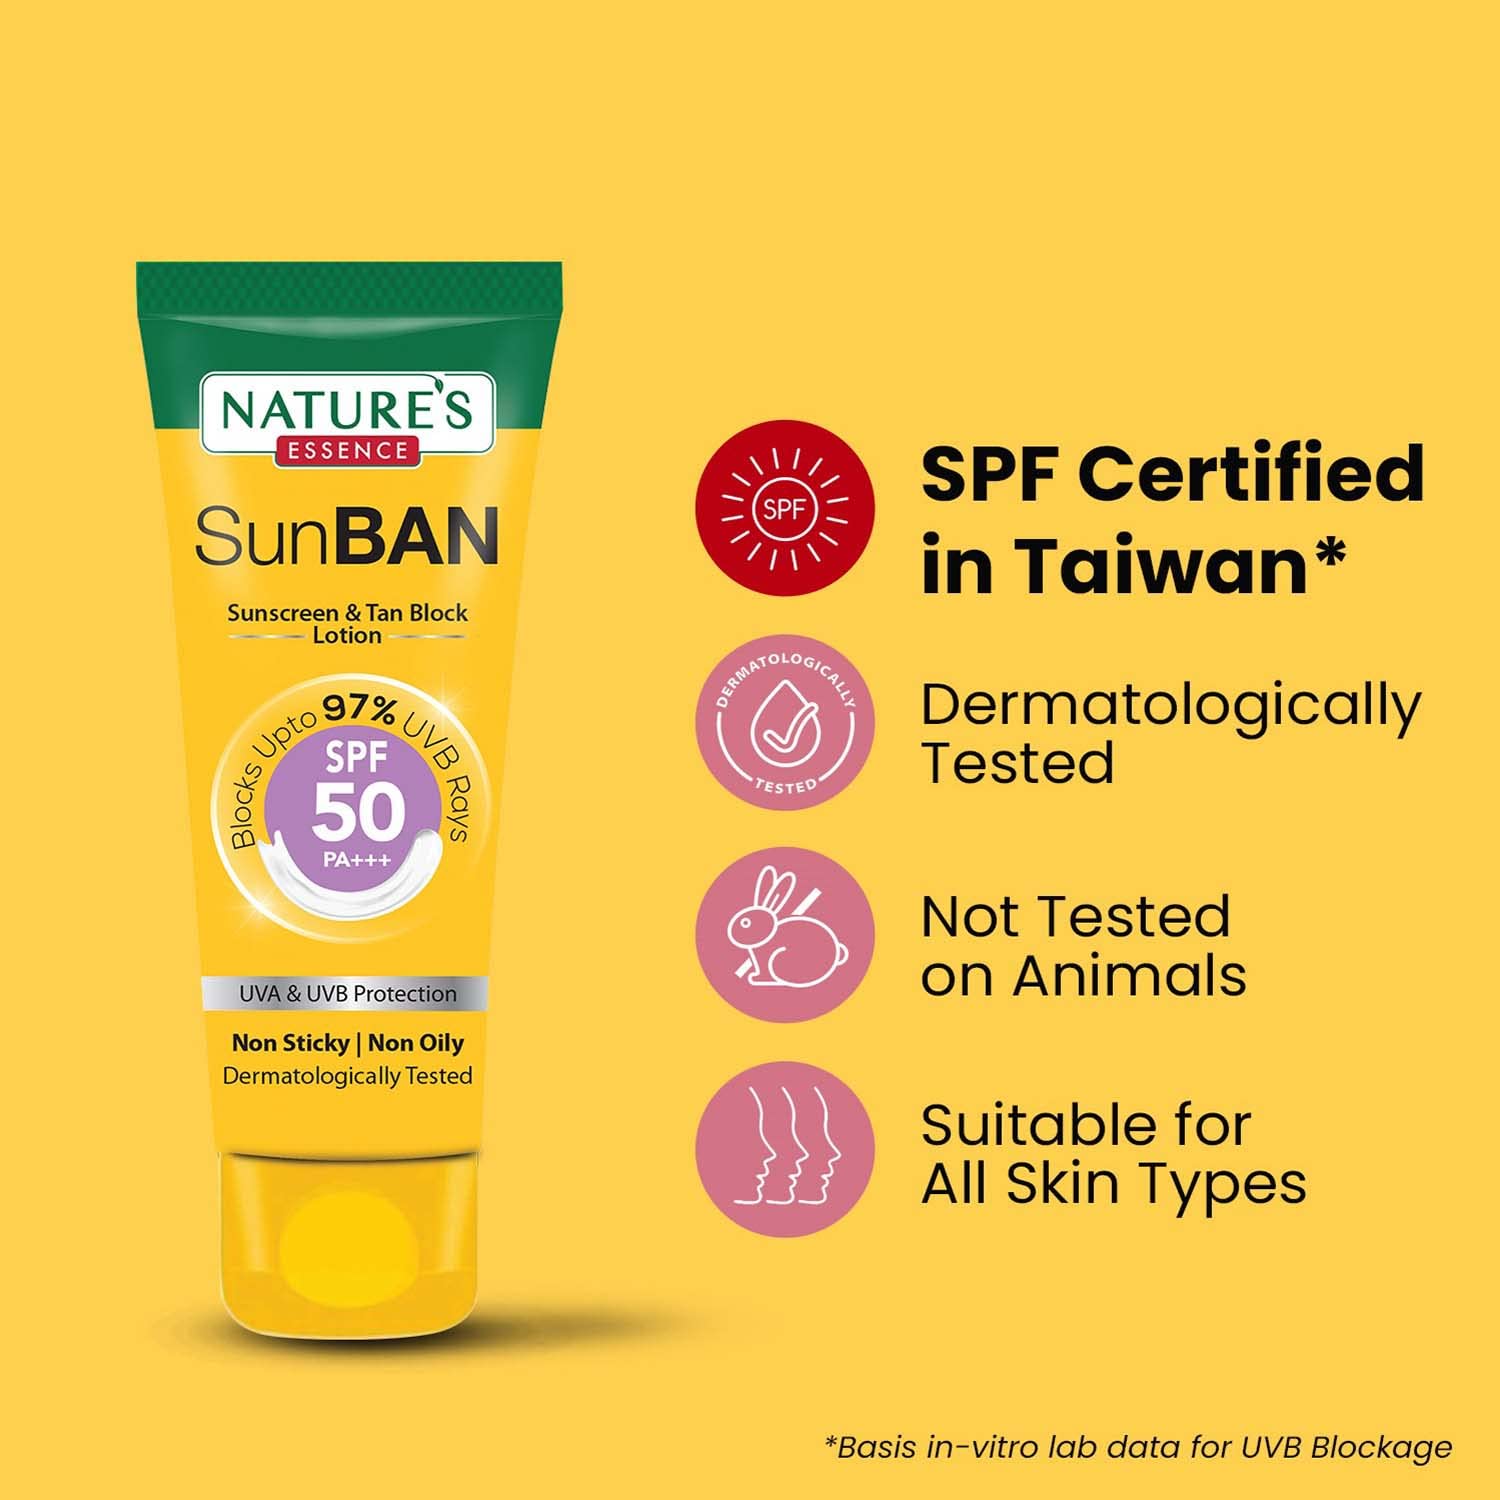 NATURE'S
ESSENCE
SunBAN
Sunscreen & Tan Block
Lotion
Blocks Upto 97% UVB Rays
SPF
50
PA+++
UVA & UVB Protection
Non Sticky | Non Oily
Dermatologically Tested
SPF
SPF Certified
in Taiwan*
DERMATOLOGICALLY
TESTED
Dermatologically
Tested
Not Tested
on Animals
Suitable for
All Skin Types
*Basis in-vitro lab data for UVB Blockage